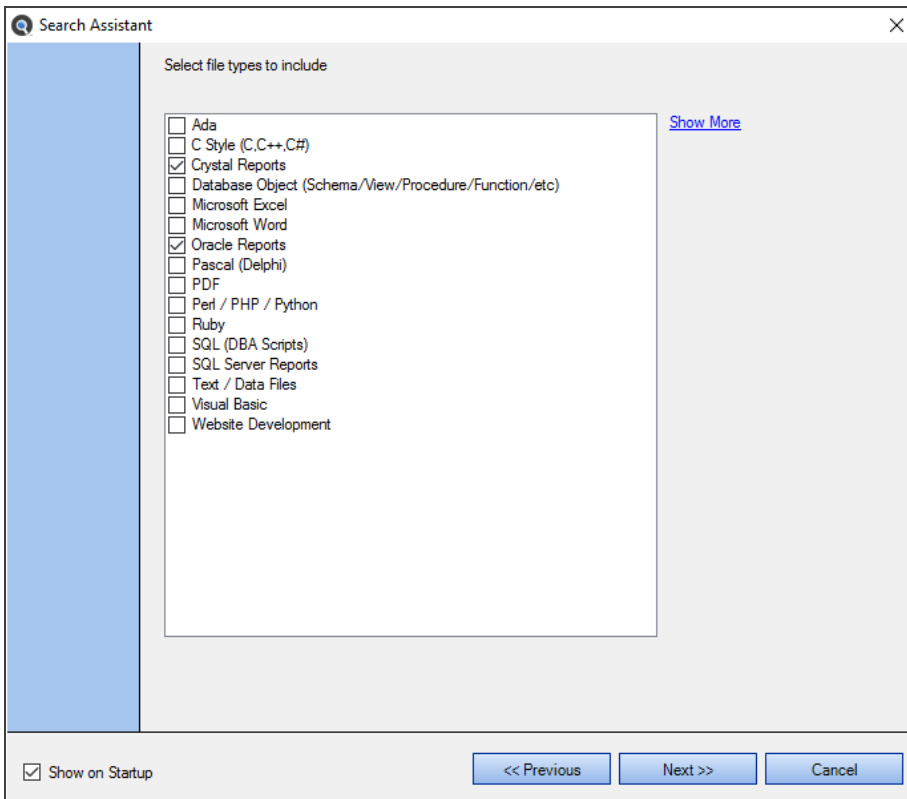 Search Assistant
Select file types to include
Ada
Show More
C Style (C,C++,C#)
Crystal Reports
Database Object (Schema/View/Procedure/Function/etc)
Microsoft Excel
Microsoft Word
Oracle Reports
Pascal (Delphi)
PDF
Perl / PHP / Python
Ruby
SQL (DBA Scripts)
SQL Server Reports
Text / Data Files
Visual Basic
Website Development
Show on Startup
<< Previous
Next >>
Cancel